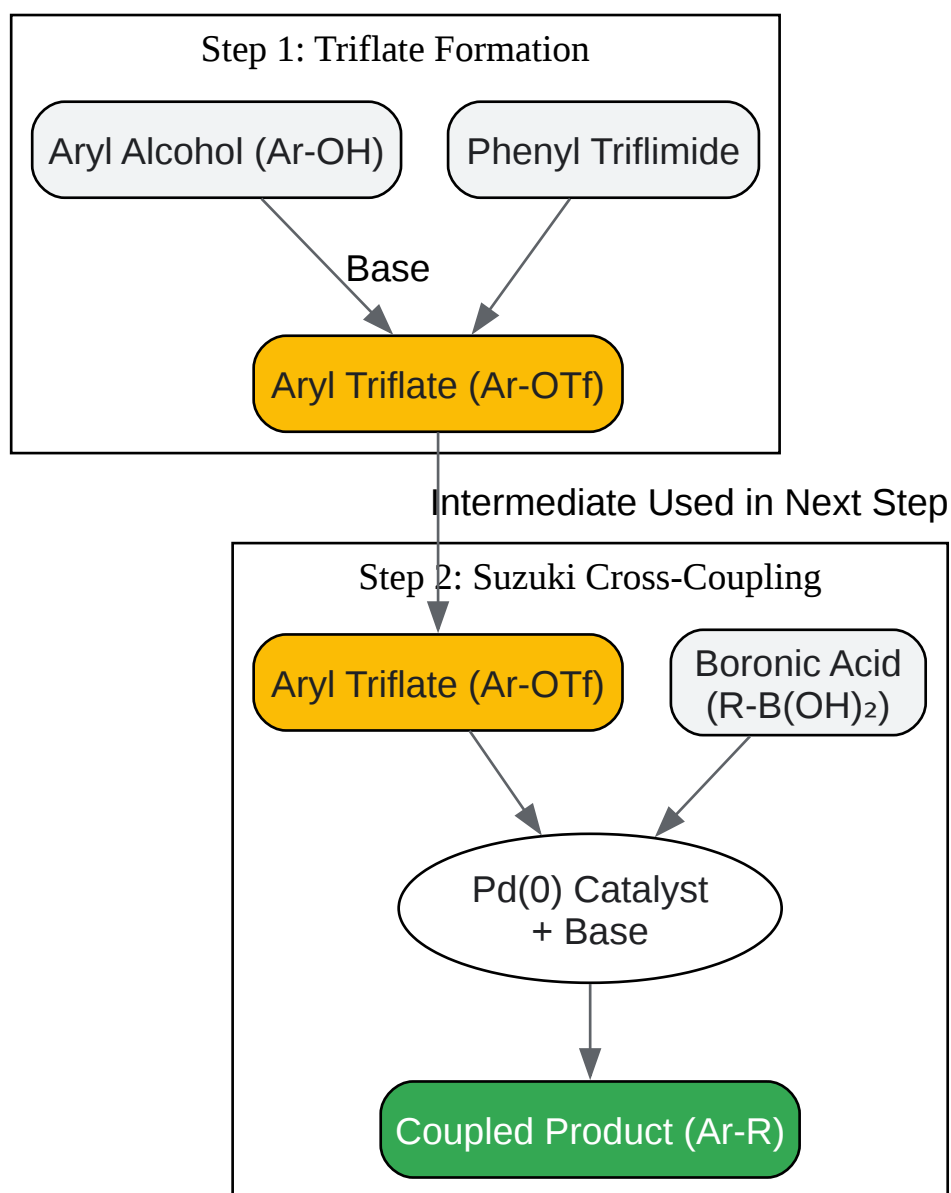 Step 1: Triflate Formation
Aryl Alcohol (Ar-OH)
Phenyl Triflimide
Base
Aryl Triflate (Ar-OTf)
Intermediate Used in Next Step
Step 2: Suzuki Cross-Coupling
Aryl Triflate (Ar-OTf)
Boronic Acid
(R-B(OH)₂)
Pd(0) Catalyst
+ Base
Coupled Product (Ar-R)